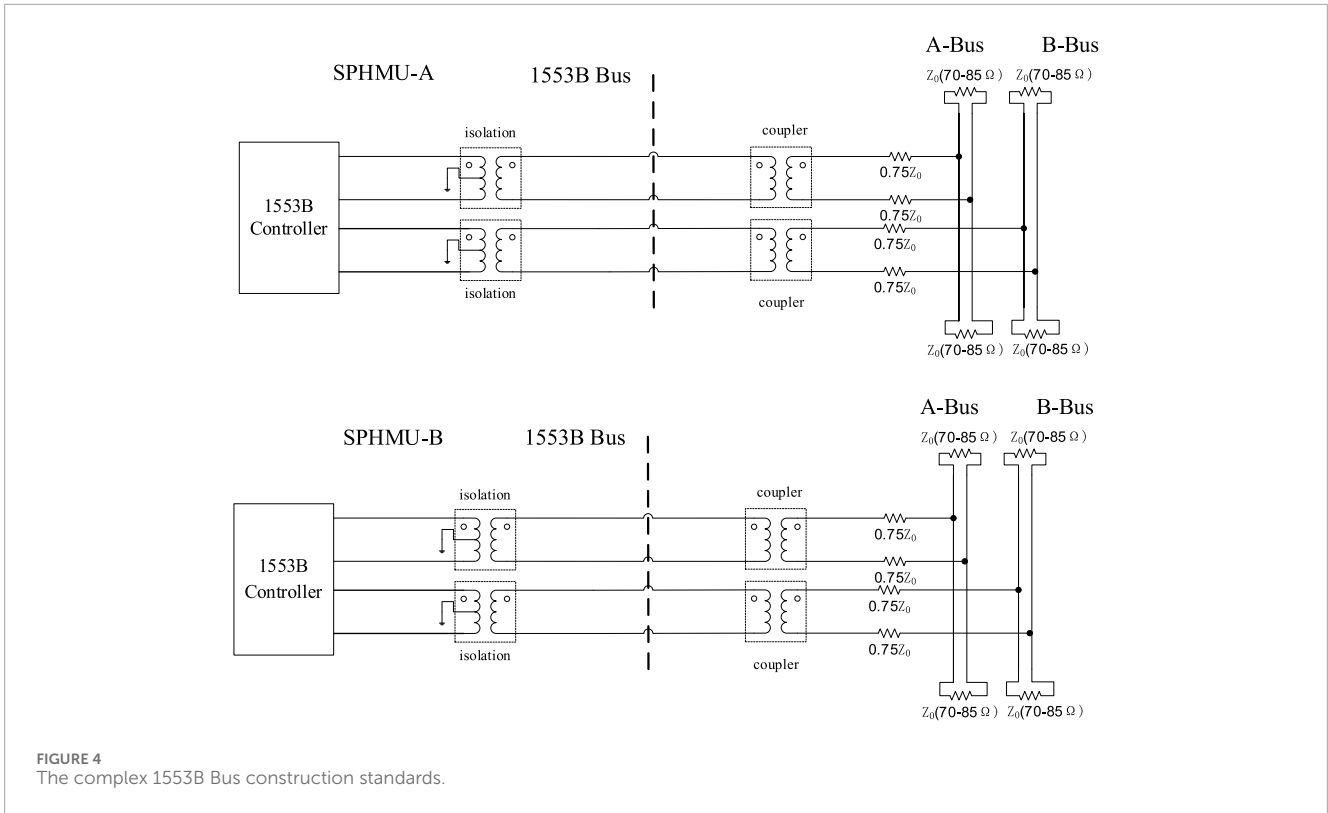 A-Bus B-Bus
Z₀(70-85 Ω) Z₀(70-85 Ω)
SPHMU-A 1553B Bus
isolation
coupler
0.75Z₀
1553B
Controller
0.75Z₀
0.75Z₀
0.75Z₀
isolation
coupler
Z₀(70-85 Ω) Z₀(70-85 Ω)
A-Bus B-Bus
Z₀(70-85 Ω) Z₀(70-85 Ω)
SPHMU-B 1553B Bus
isolation
coupler
0.75Z₀
1553B
Controller
0.75Z₀
0.75Z₀
0.75Z₀
isolation
coupler
Z₀(70-85 Ω) Z₀(70-85 Ω)
FIGURE 4
The complex 1553B Bus construction standards.